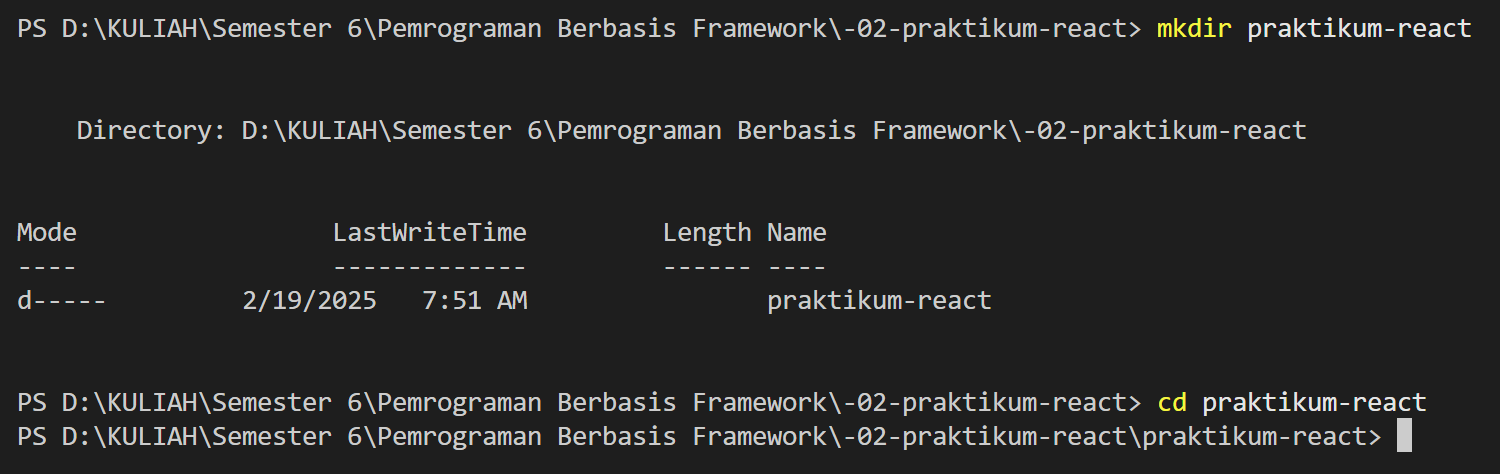 PS D:\KULIAH\Semester 6\Pemrograman Berbasis Framework\-02-praktikum-react> mkdir praktikum-react
Directory: D:\KULIAH\Semester 6\Pemrograman Berbasis Framework\-02-praktikum-react
Mode                 LastWriteTime         Length Name
----                 -------------         ------ ----
d-----         2/19/2025   7:51 AM                praktikum-react
PS D:\KULIAH\Semester 6\Pemrograman Berbasis Framework\-02-praktikum-react> cd praktikum-react
PS D:\KULIAH\Semester 6\Pemrograman Berbasis Framework\-02-praktikum-react\praktikum-react>